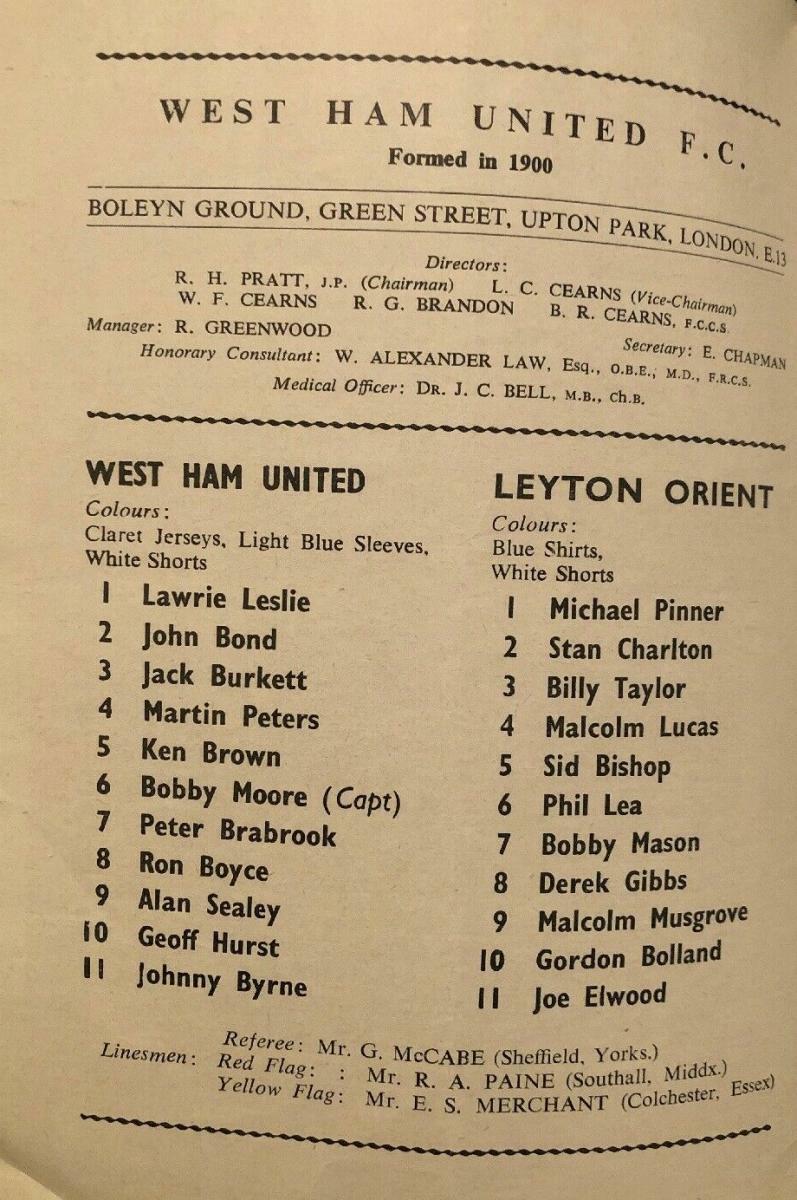 WEST HAM UNITED F.C.
Formed in 1900
BOLEYN GROUND, GREEN STREET, UPTON PARK, LONDON, E.13
Directors:
R. H. PRATT, J.P. (Chairman) L. C. CEARNS (Vice-Chairman)
W. F. CEARNS R. G. BRANDON B. R. CEARNS, F.C.C.S.
Manager: R. GREENWOOD Secretary: E. CHAPMAN
Honorary Consultant: W. ALEXANDER LAW, Esq., O.B.E., M.D., F.R.C.S.
Medical Officer: DR. J. C. BELL, M.B., Ch.B.
WEST HAM UNITED
Colours:
Claret Jerseys, Light Blue Sleeves,
White Shorts
1 Lawrie Leslie
2 John Bond
3 Jack Burkett
4 Martin Peters
5 Ken Brown
6 Bobby Moore (Capt)
7 Peter Brabrook
8 Ron Boyce
9 Alan Sealey
10 Geoff Hurst
11 Johnny Byrne
LEYTON ORIENT
Colours:
Blue Shirts,
White Shorts
1 Michael Pinner
2 Stan Charlton
3 Billy Taylor
4 Malcolm Lucas
5 Sid Bishop
6 Phil Lea
7 Bobby Mason
8 Derek Gibbs
9 Malcolm Musgrove
10 Gordon Bolland
11 Joe Elwood
Referee: Mr. G. McCABE (Sheffield, Yorks.)
Linesmen: Red Flag: : Mr. R. A. PAINE (Southall, Middx.)
Yellow Flag: Mr. E. S. MERCHANT (Colchester, Essex)